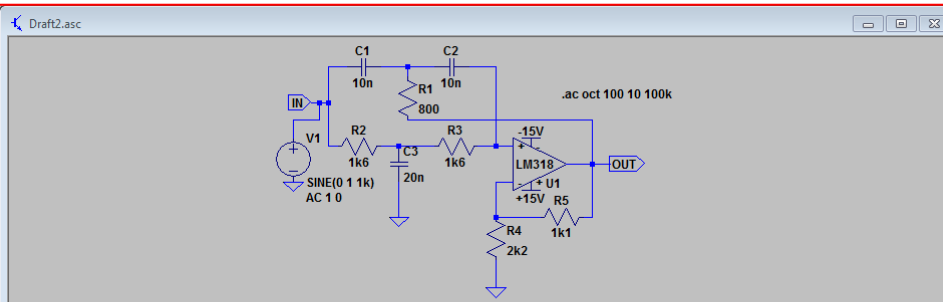 Draft2.asc
C1
C2
10n
10n
R1
800
.ac oct 100 10 100k
IN
V1
R2
1k6
R3
1k6
C3
20n
-15V
+
-
LM318
OUT
-
+
U1
+15V
SINE(0 1 1k)
AC 1 0
R5
1k1
R4
2k2